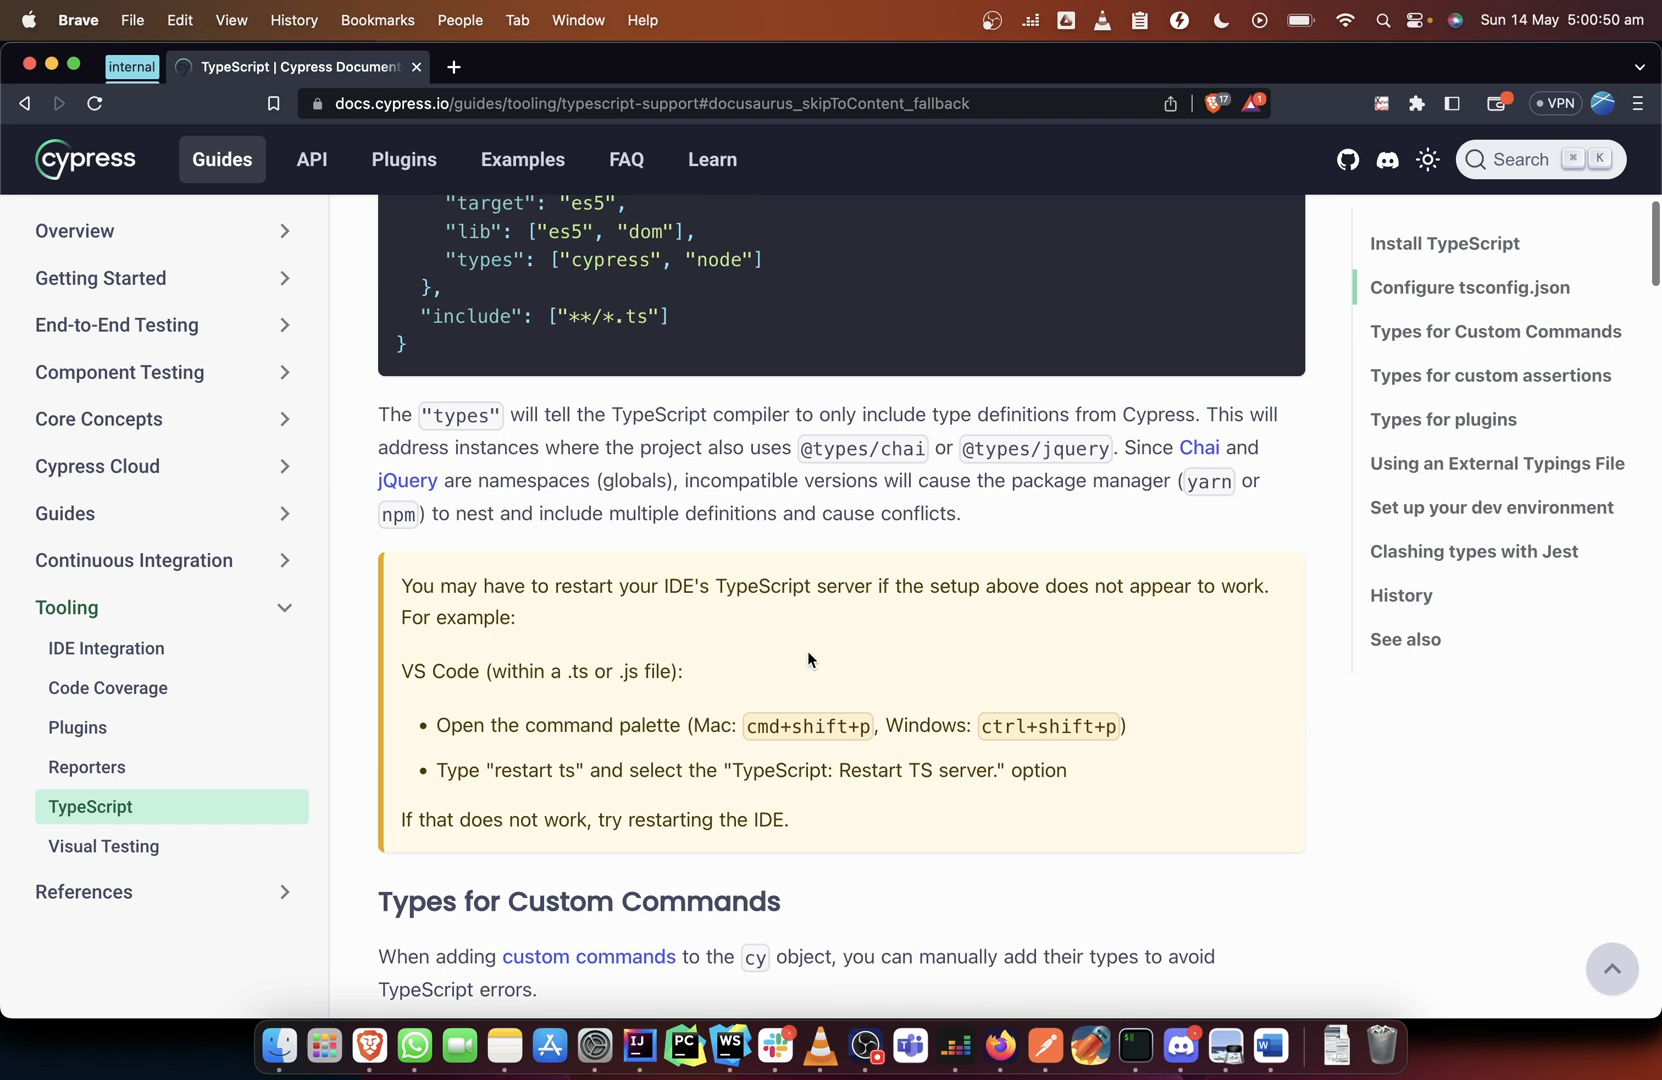 Brave File Edit View History Bookmarks People Tab Window Help Sun 14 May 5:00:50 am
internal TypeScript | Cypress Document
docs.cypress.io/guides/tooling/typescript-support#docusaurus_skipToContent_fallback 17 1 VPN
cypress Guides API Plugins Examples FAQ Learn Search ⌘ K
Overview
Getting Started
End-to-End Testing
Component Testing
Core Concepts
Cypress Cloud
Guides
Continuous Integration
Tooling
IDE Integration
Code Coverage
Plugins
Reporters
TypeScript
Visual Testing
References
"target": "es5",
"lib": ["es5", "dom"],
"types": ["cypress", "node"]
},
"include": ["**/*.ts"]
}
The "types" will tell the TypeScript compiler to only include type definitions from Cypress. This will
address instances where the project also uses @types/chai or @types/jquery. Since Chai and
jQuery are namespaces (globals), incompatible versions will cause the package manager (yarn or
npm) to nest and include multiple definitions and cause conflicts.
You may have to restart your IDE's TypeScript server if the setup above does not appear to work.
For example:
VS Code (within a .ts or .js file):
• Open the command palette (Mac: cmd+shift+p, Windows: ctrl+shift+p)
• Type "restart ts" and select the "TypeScript: Restart TS server." option
If that does not work, try restarting the IDE.
Types for Custom Commands
When adding custom commands to the cy object, you can manually add their types to avoid
TypeScript errors.
Install TypeScript
Configure tsconfig.json
Types for Custom Commands
Types for custom assertions
Types for plugins
Using an External Typings File
Set up your dev environment
Clashing types with Jest
History
See also
IJ PC WS W